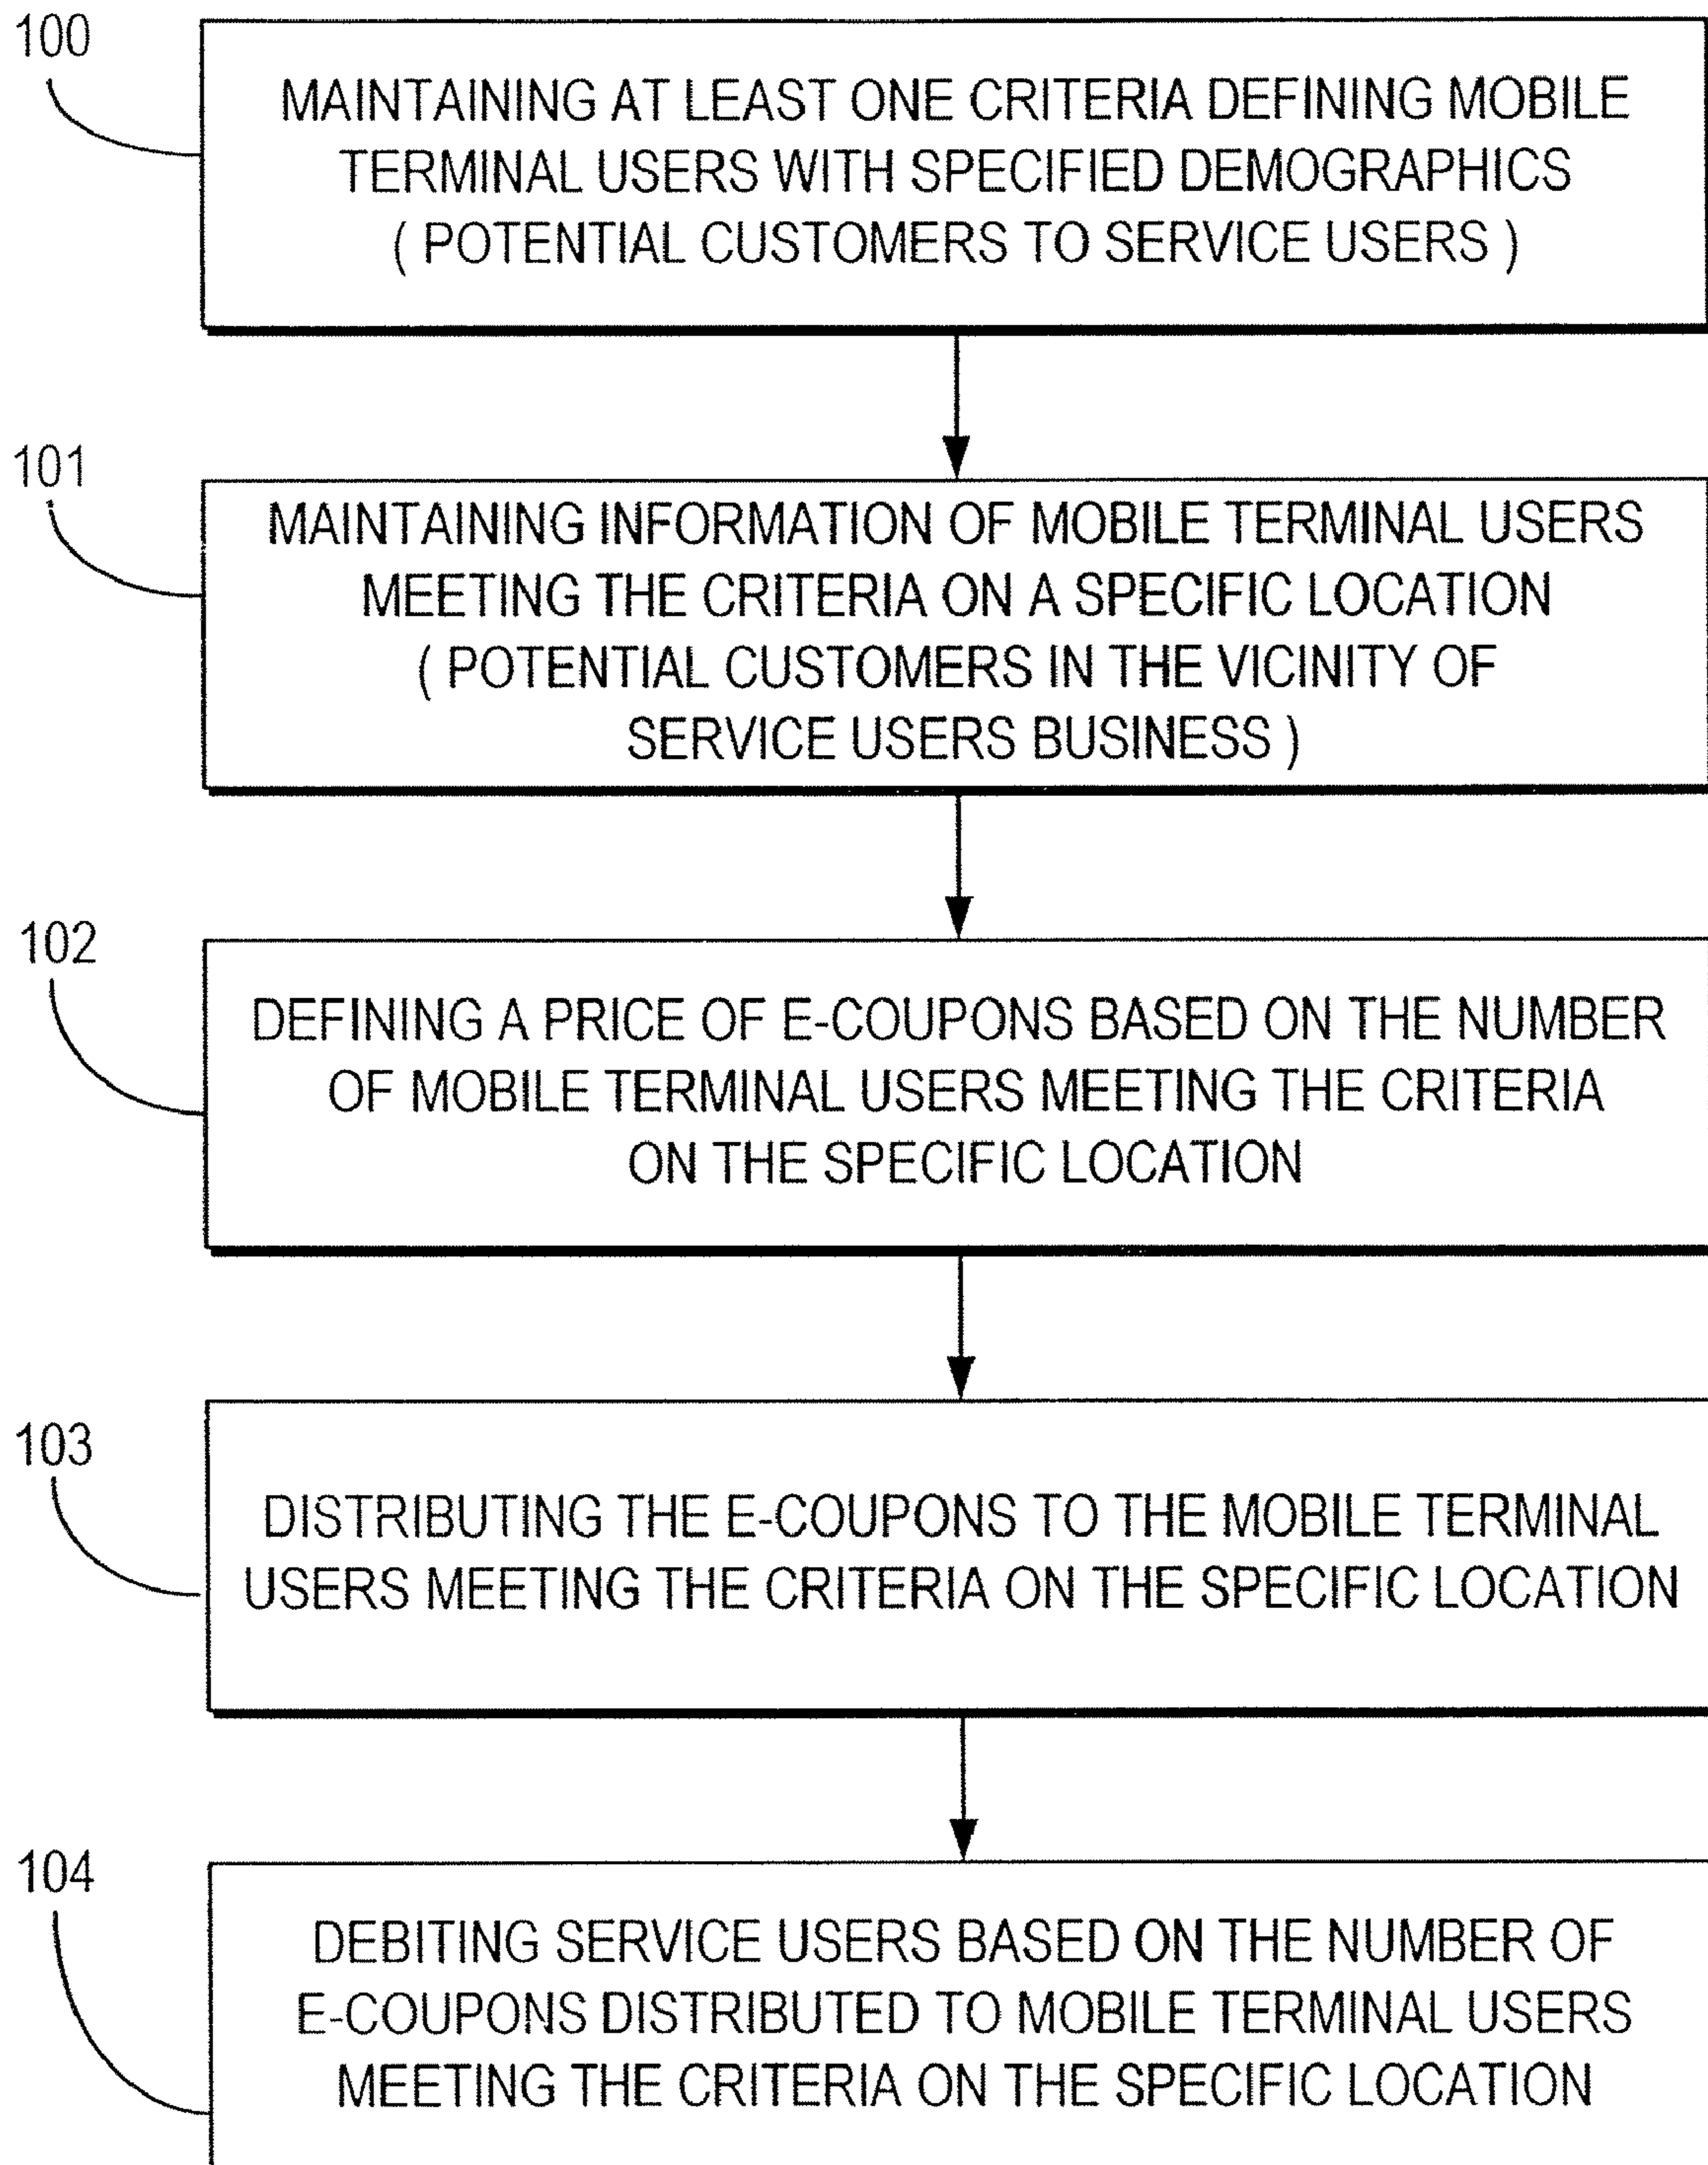 100
MAINTAINING AT LEAST ONE CRITERIA DEFINING MOBILE
TERMINAL USERS WITH SPECIFIED DEMOGRAPHICS
( POTENTIAL CUSTOMERS TO SERVICE USERS )
101
MAINTAINING INFORMATION OF MOBILE TERMINAL USERS
MEETING THE CRITERIA ON A SPECIFIC LOCATION
( POTENTIAL CUSTOMERS IN THE VICINITY OF
SERVICE USERS BUSINESS )
102
DEFINING A PRICE OF E-COUPONS BASED ON THE NUMBER
OF MOBILE TERMINAL USERS MEETING THE CRITERIA
ON THE SPECIFIC LOCATION
103
DISTRIBUTING THE E-COUPONS TO THE MOBILE TERMINAL
USERS MEETING THE CRITERIA ON THE SPECIFIC LOCATION
104
DEBITING SERVICE USERS BASED ON THE NUMBER OF
E-COUPONS DISTRIBUTED TO MOBILE TERMINAL USERS
MEETING THE CRITERIA ON THE SPECIFIC LOCATION